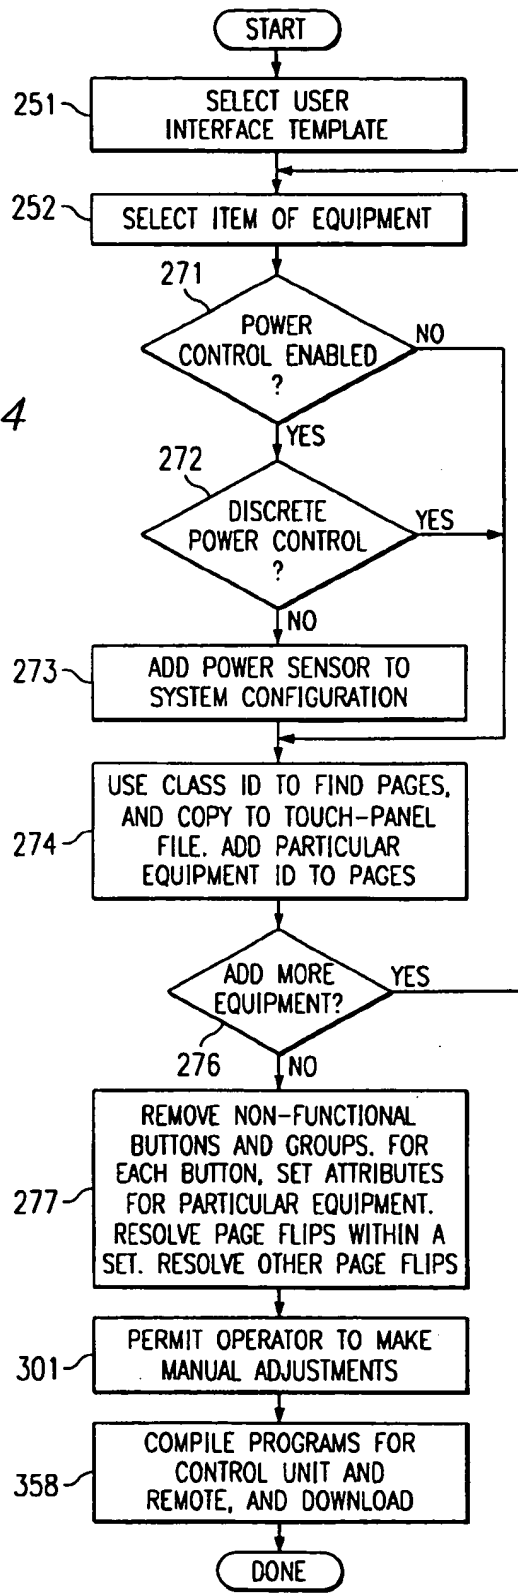 START
251
SELECT USER
INTERFACE TEMPLATE
252
SELECT ITEM OF EQUIPMENT
271
POWER
CONTROL ENABLED
?
NO
4
YES
272
DISCRETE
POWER CONTROL
?
YES
NO
273
ADD POWER SENSOR TO
SYSTEM CONFIGURATION
274
USE CLASS ID TO FIND PAGES,
AND COPY TO TOUCH-PANEL
FILE. ADD PARTICULAR
EQUIPMENT ID TO PAGES
ADD MORE
EQUIPMENT?
YES
276
NO
277
REMOVE NON-FUNCTIONAL
BUTTONS AND GROUPS. FOR
EACH BUTTON, SET ATTRIBUTES
FOR PARTICULAR EQUIPMENT.
RESOLVE PAGE FLIPS WITHIN A
SET. RESOLVE OTHER PAGE FLIPS
301
PERMIT OPERATOR TO MAKE
MANUAL ADJUSTMENTS
358
COMPILE PROGRAMS FOR
CONTROL UNIT AND
REMOTE, AND DOWNLOAD
DONE